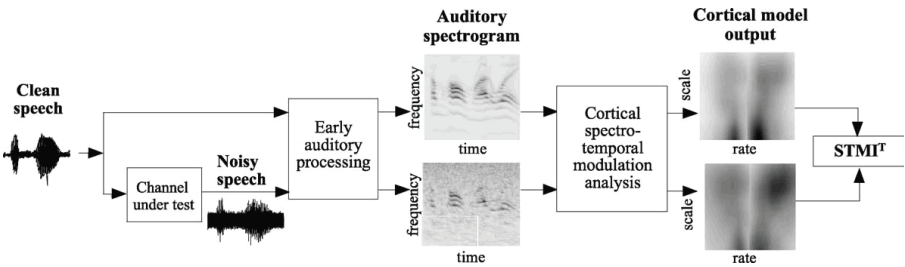 Auditory
spectrogram
Cortical model
output
Clean
speech
Early
auditory
processing
frequency
time
Cortical
spectro-
temporal
modulation
analysis
scale
rate
STMIᵀ
Channel
under test
Noisy
speech
frequency
time
scale
rate